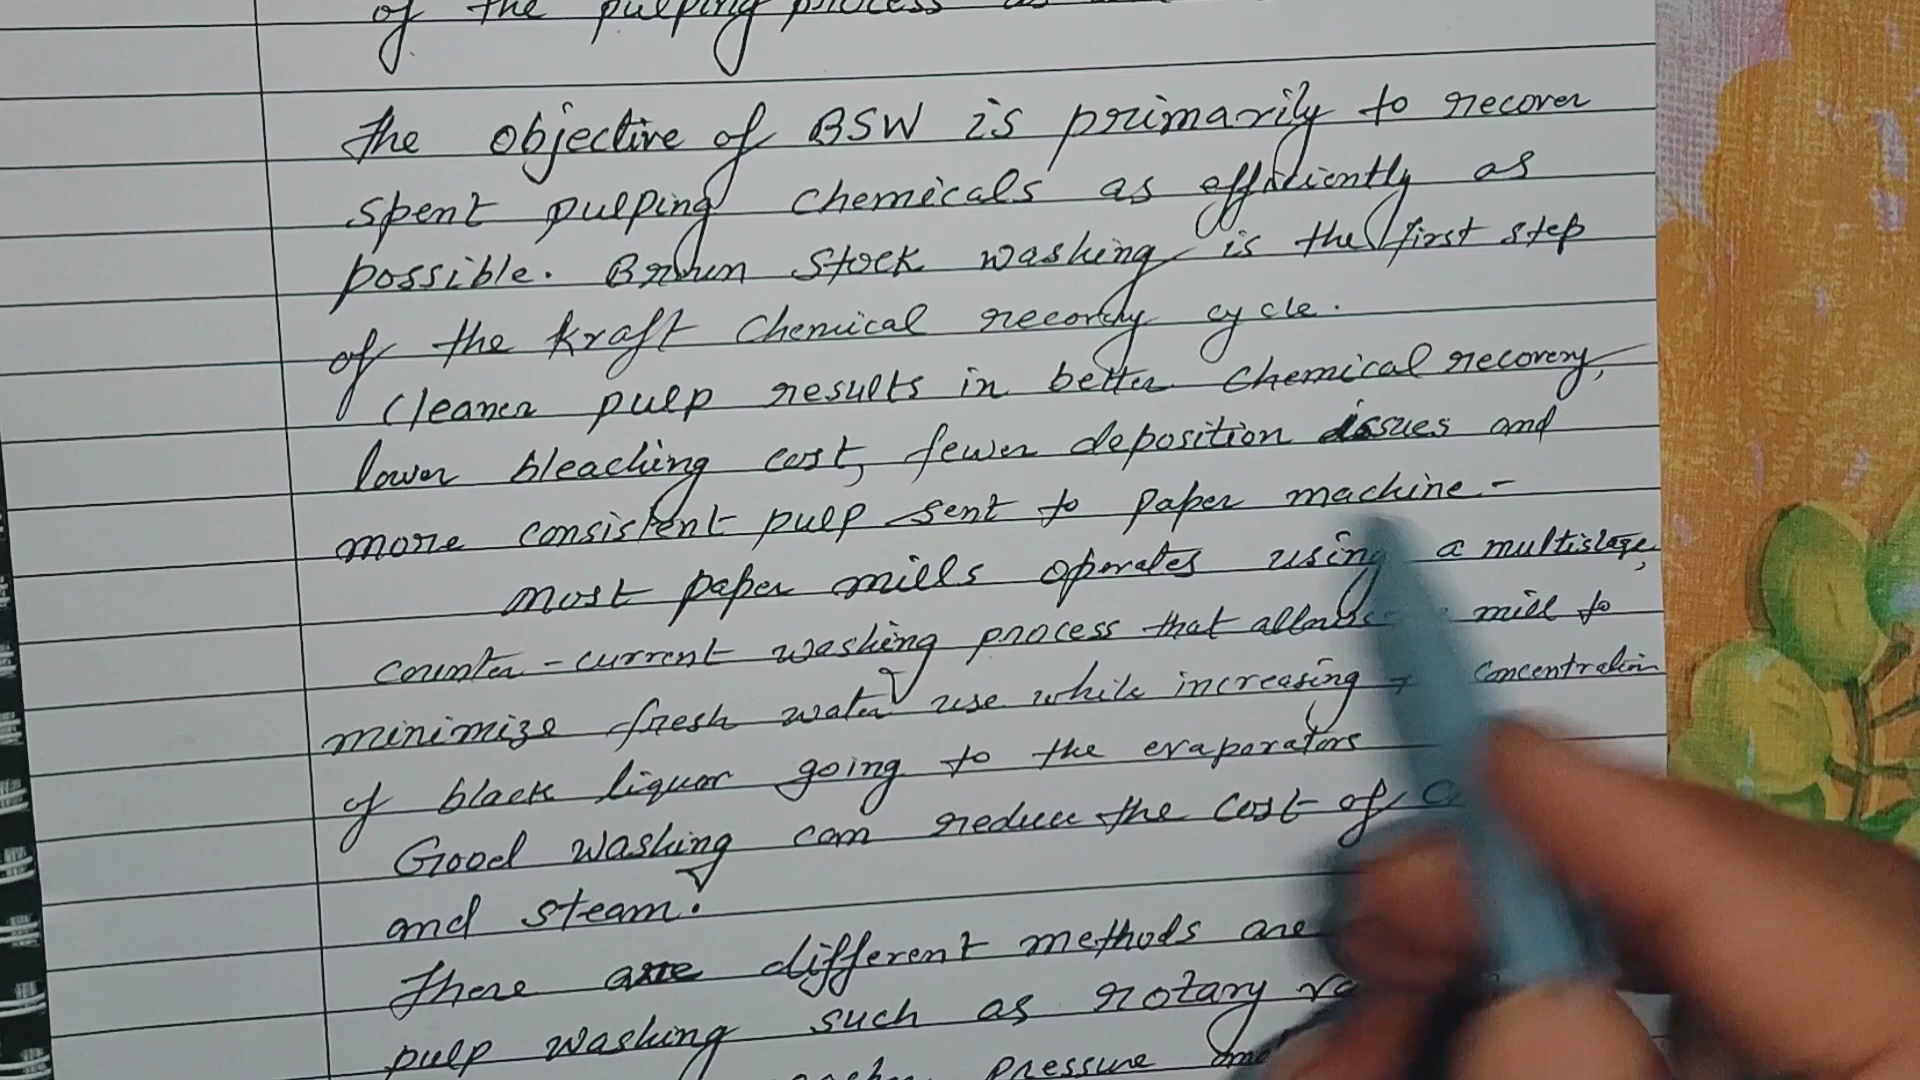 of the pulping process as
the objective of BSW is primarily to recover
spent pulping chemicals as efficiently as
possible. Brown stock washing is the first step
of the kraft chemical recovery cycle.
cleaner pulp results in better chemical recovery,
lower bleaching cost, fewer deposition issues and
more consistent pulp sent to paper machine-
most paper mills operates using a multistage,
counter-current washing process that allows mill to
minimize fresh water use while increasing concentration
of black liquor going to the evaporators
Good washing can reduce the cost of
and steam.
There are different methods are
pulp washing such as rotary
pressure